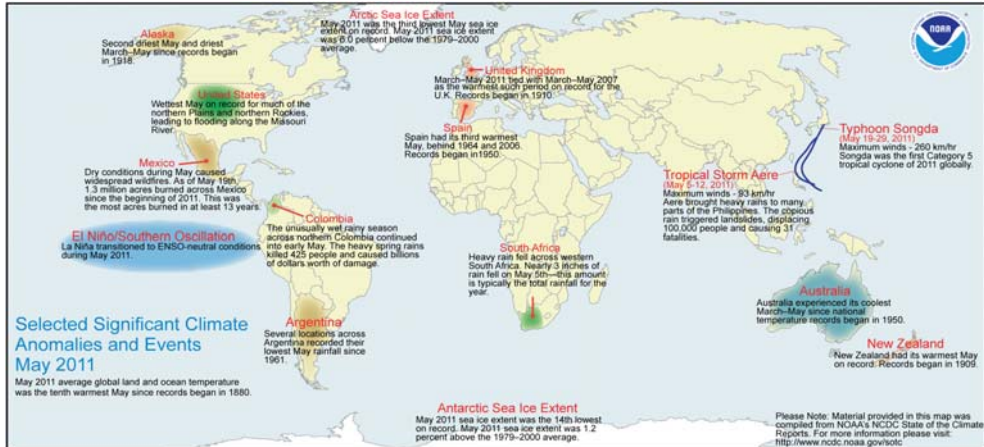 Arctic Sea Ice Extent
May 2011 was the third lowest May sea ice
extent on record. May 2011 sea ice extent
was 6.0 percent below the 1979–2000
average.
Alaska
Second driest May and driest
March–May since records began
in 1918.
NOAA
United States
Wettest May on record for much of the
northern Plains and northern Rockies,
leading to flooding along the Missouri
River.
United Kingdom
March–May 2011 tied with March–May 2007
as the warmest such period on record for the
U.K. Records began in 1910.
Spain
Spain had its third warmest
May, behind 1964 and 2006.
Records began in1950.
Typhoon Songda
(May 19-29, 2011)
Maximum winds - 260 km/hr
Songda was the first Category 5
tropical cyclone of 2011 globally.
Mexico
Dry conditions during May caused
widespread wildfires. As of May 19th,
1.3 million acres burned across Mexico
since the beginning of 2011. This was
the most acres burned in at least 13 years.
Tropical Storm Aere
(May 5-12, 2011)
Maximum winds - 93 km/hr
Aere brought heavy rains to many
parts of the Philippines. The copious
rain triggered landslides, displacing
100,000 people and causing 31
fatalities.
Colombia
The unusually wet rainy season
across northern Colombia continued
into early May. The heavy spring rains
killed 425 people and caused billions
of dollars worth of damage.
El Niño/Southern Oscillation
La Niña transitioned to ENSO-neutral conditions
during May 2011.
South Africa
Heavy rain fell across western
South Africa. Nearly 3 inches of
rain fell on May 5th—this amount
is typically the total rainfall for the
year.
Australia
Australia experienced its coolest
March–May since national
temperature records began in 1950.
Argentina
Several locations across
Argentina recorded their
lowest May rainfall since
1961.
New Zealand
New Zealand had its warmest May
on record. Records began in 1909.
Selected Significant Climate
Anomalies and Events
May 2011
May 2011 average global land and ocean temperature
was the tenth warmest May since records began in 1880.
Antarctic Sea Ice Extent
May 2011 sea ice extent was the 14th lowest
on record. May 2011 sea ice extent was 1.2
percent above the 1979–2000 average.
Please Note: Material provided in this map was
compiled from NOAA's NCDC State of the Climate
Reports. For more information please visit:
http://www.ncdc.noaa.gov/sotc